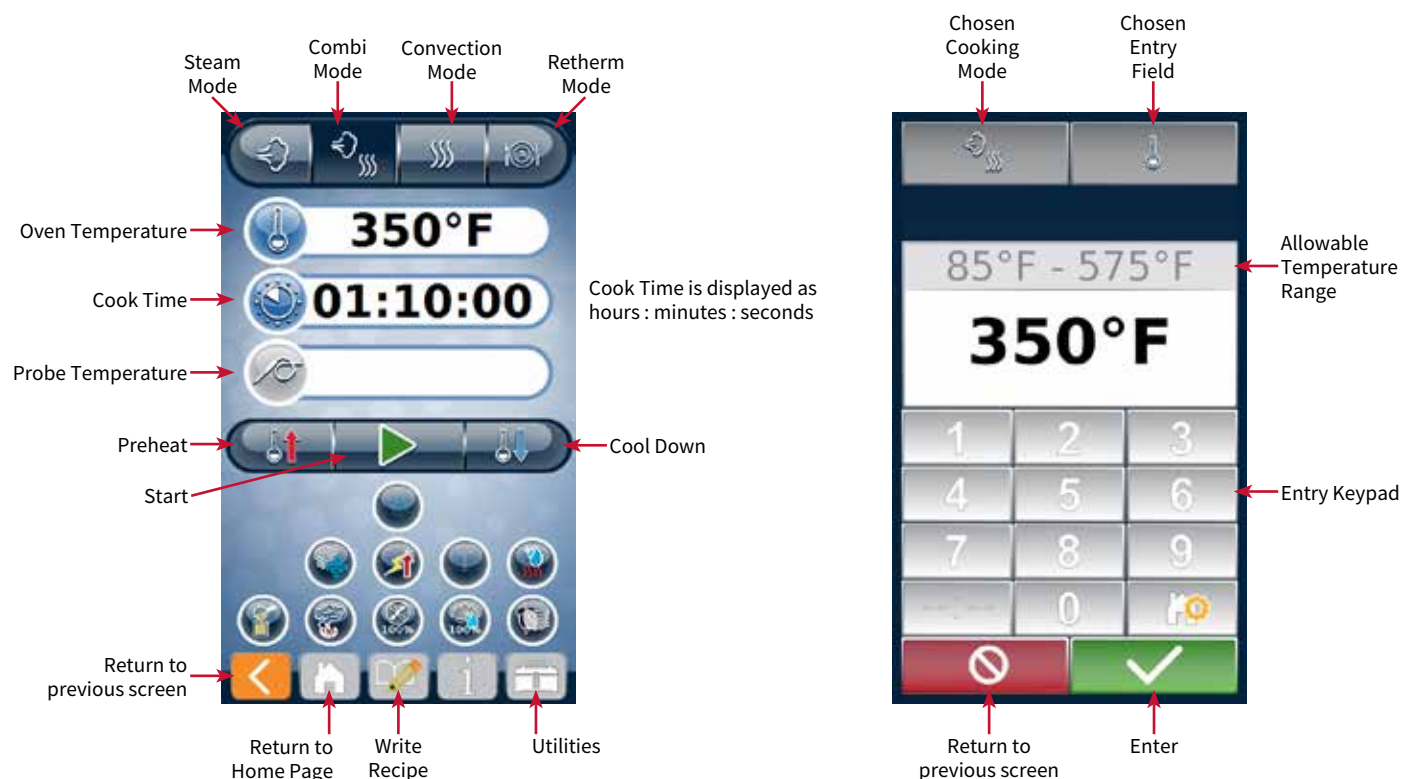 Steam
Mode
Combi
Mode
Convection
Mode
Retherm
Mode
Oven Temperature
350°F
Cook Time
01:10:00
Cook Time is displayed as
hours : minutes : seconds
Probe Temperature
Preheat
Cool Down
Start
100%
100%
Return to
previous screen
i
Return to
Home Page
Write
Recipe
Utilities
Chosen
Cooking
Mode
Chosen
Entry
Field
85°F - 575°F
Allowable
Temperature
Range
350°F
1 2 3
4 5 6
Entry Keypad
7 8 9
--:-- 0
Return to
previous screen
Enter